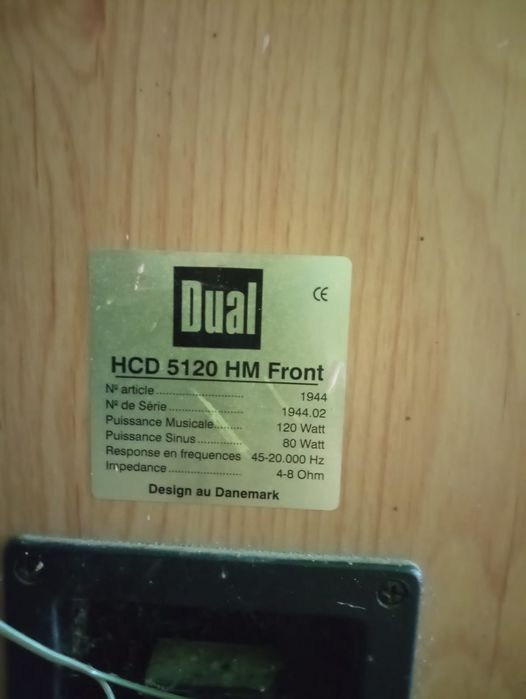 Dual
CE
HCD 5120 HM Front
Nº article........................... 1944
Nº de Série........................ 1944.02
Puissance Musicale......... 120 Watt
Puissance Sinus............... 80 Watt
Response en frequences 45-20.000 Hz
Impedance........................ 4-8 Ohm
Design au Danemark